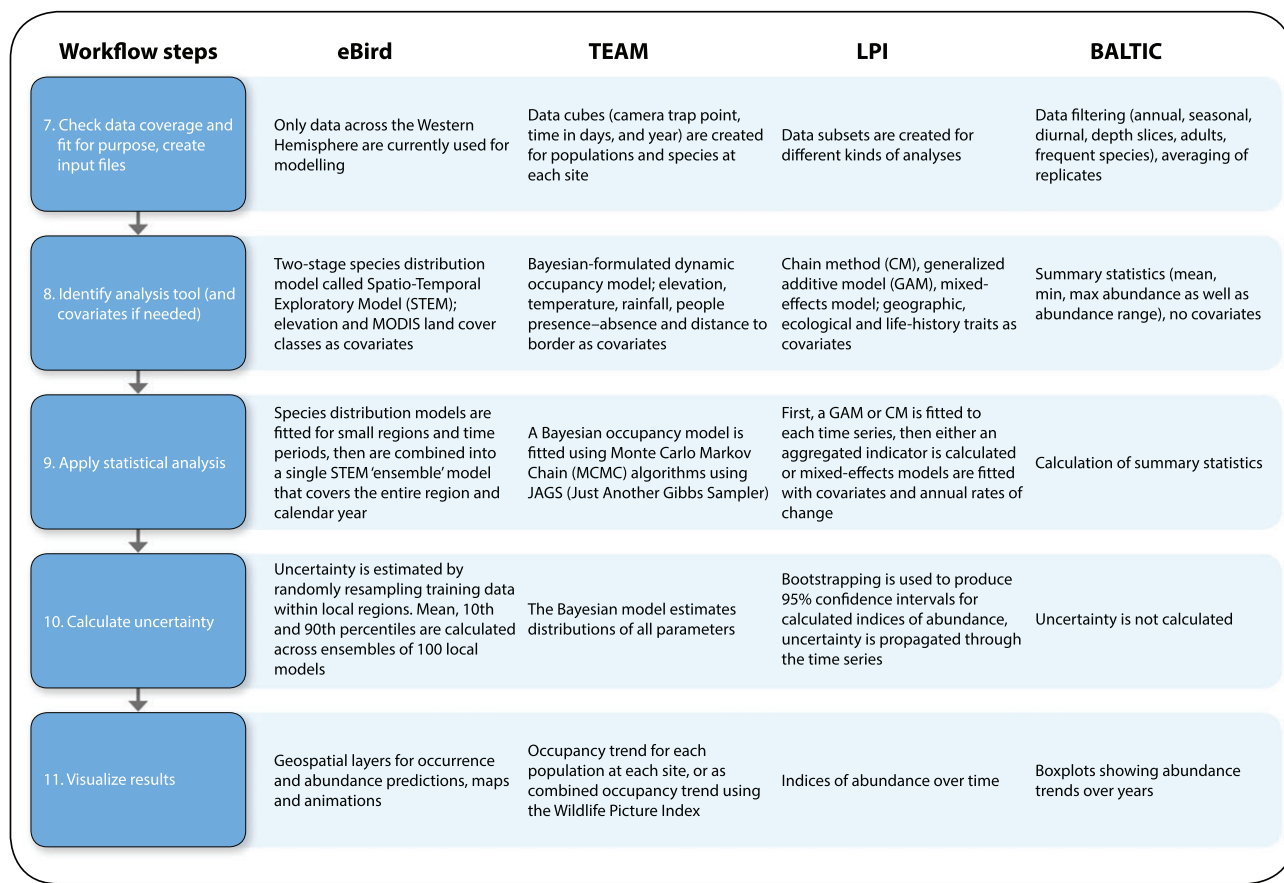 Workflow steps
eBird
TEAM
LPI
BALTIC
7. Check data coverage and
fit for purpose, create
input files
Only data across the Western
Hemisphere are currently used for
modelling
Data cubes (camera trap point,
time in days, and year) are created
for populations and species at
each site
Data subsets are created for
different kinds of analyses
Data filtering (annual, seasonal,
diurnal, depth slices, adults,
frequent species), averaging of
replicates
8. Identify analysis tool (and
covariates if needed)
Two-stage species distribution
model called Spatio-Temporal
Exploratory Model (STEM);
elevation and MODIS land cover
classes as covariates
Bayesian-formulated dynamic
occupancy model; elevation,
temperature, rainfall, people
presence–absence and distance to
border as covariates
Chain method (CM), generalized
additive model (GAM), mixed-
effects model; geographic,
ecological and life-history traits as
covariates
Summary statistics (mean,
min, max abundance as well as
abundance range), no covariates
9. Apply statistical analysis
Species distribution models are
fitted for small regions and time
periods, then are combined into
a single STEM ‘ensemble’ model
that covers the entire region and
calendar year
A Bayesian occupancy model is
fitted using Monte Carlo Markov
Chain (MCMC) algorithms using
JAGS (Just Another Gibbs Sampler)
First, a GAM or CM is fitted to
each time series, then either an
aggregated indicator is calculated
or mixed-effects models are fitted
with covariates and annual rates of
change
Calculation of summary statistics
10. Calculate uncertainty
Uncertainty is estimated by
randomly resampling training data
within local regions. Mean, 10th
and 90th percentiles are calculated
across ensembles of 100 local
models
The Bayesian model estimates
distributions of all parameters
Bootstrapping is used to produce
95% confidence intervals for
calculated indices of abundance,
uncertainty is propagated through
the time series
Uncertainty is not calculated
11. Visualize results
Geospatial layers for occurrence
and abundance predictions, maps
and animations
Occupancy trend for each
population at each site, or as
combined occupancy trend using
the Wildlife Picture Index
Indices of abundance over time
Boxplots showing abundance
trends over years